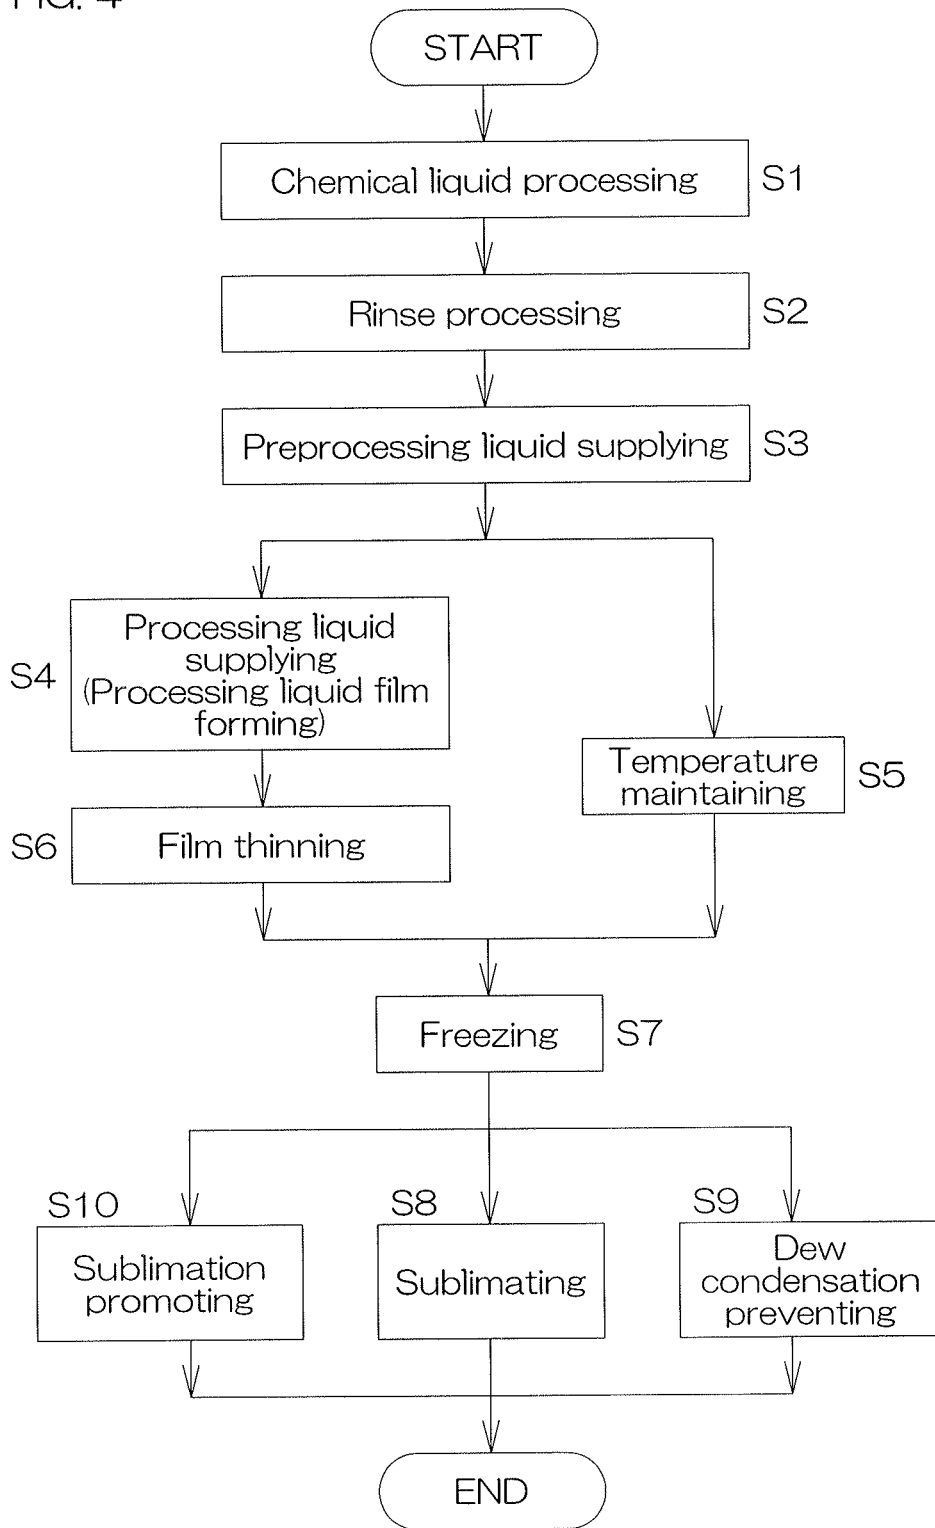 FIG. 4
START
Chemical liquid processing S1
Rinse processing S2
Preprocessing liquid supplying S3
Processing liquid
supplying
S4
(Processing liquid film
forming)
Temperature
maintaining
S5
S6 Film thinning
Freezing S7
S10
Sublimation
promoting
S8
Sublimating
S9
Dew
condensation
preventing
END